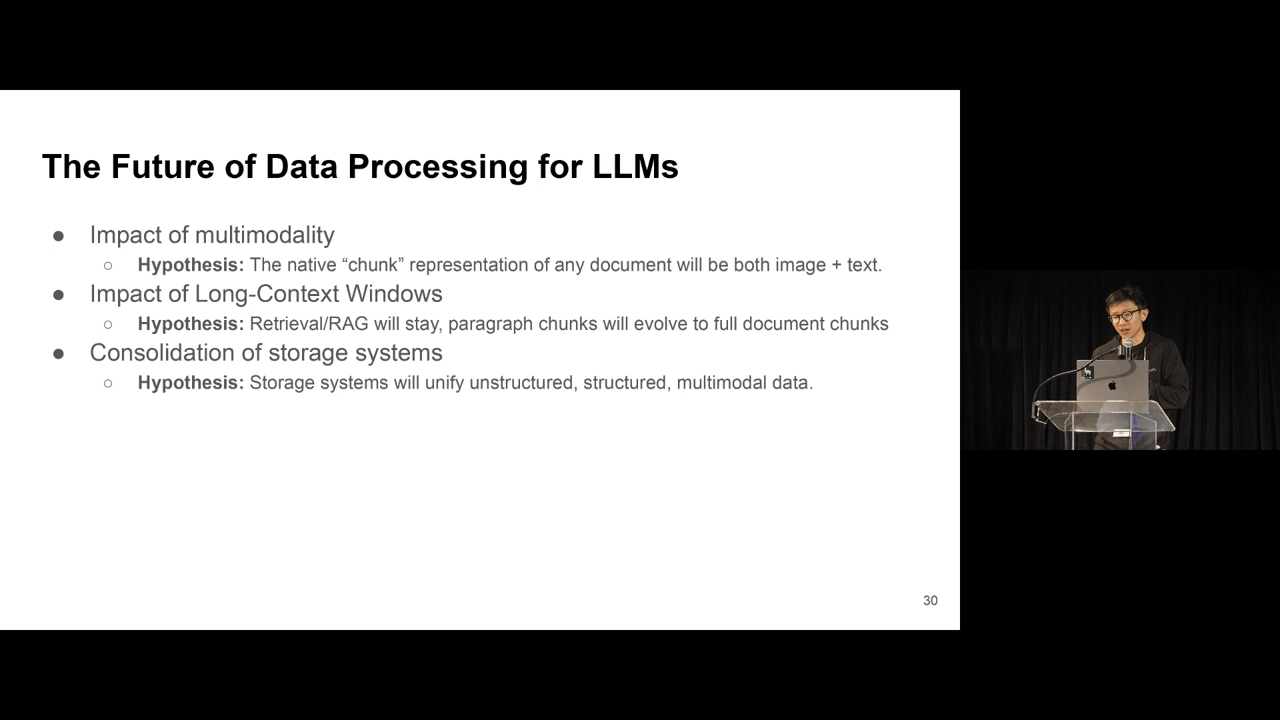 The Future of Data Processing for LLMs
● Impact of multimodality
○ Hypothesis: The native “chunk” representation of any document will be both image + text.
● Impact of Long-Context Windows
○ Hypothesis: Retrieval/RAG will stay, paragraph chunks will evolve to full document chunks
● Consolidation of storage systems
○ Hypothesis: Storage systems will unify unstructured, structured, multimodal data.
30